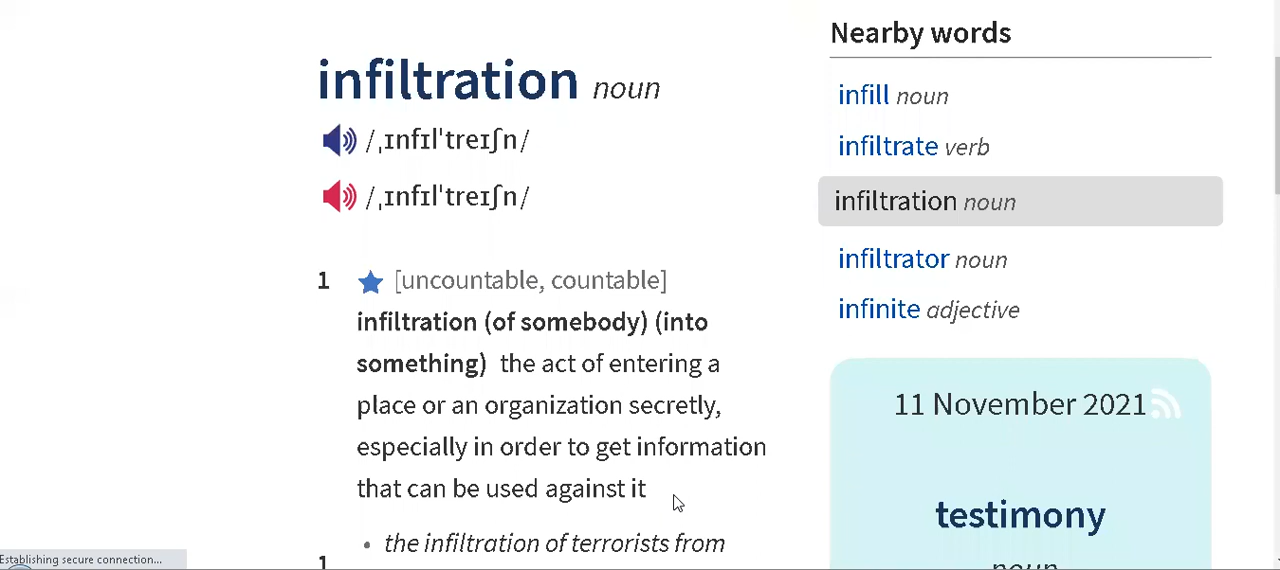 infiltration noun
/ˌɪnfɪlˈtreɪʃn/
/ˌɪnfɪlˈtreɪʃn/
1 [uncountable, countable]
infiltration (of somebody) (into
something) the act of entering a
place or an organization secretly,
especially in order to get information
that can be used against it
• the infiltration of terrorists from
1
Establishing secure connection...
Nearby words
infill noun
infiltrate verb
infiltration noun
infiltrator noun
infinite adjective
11 November 2021
testimony
noun